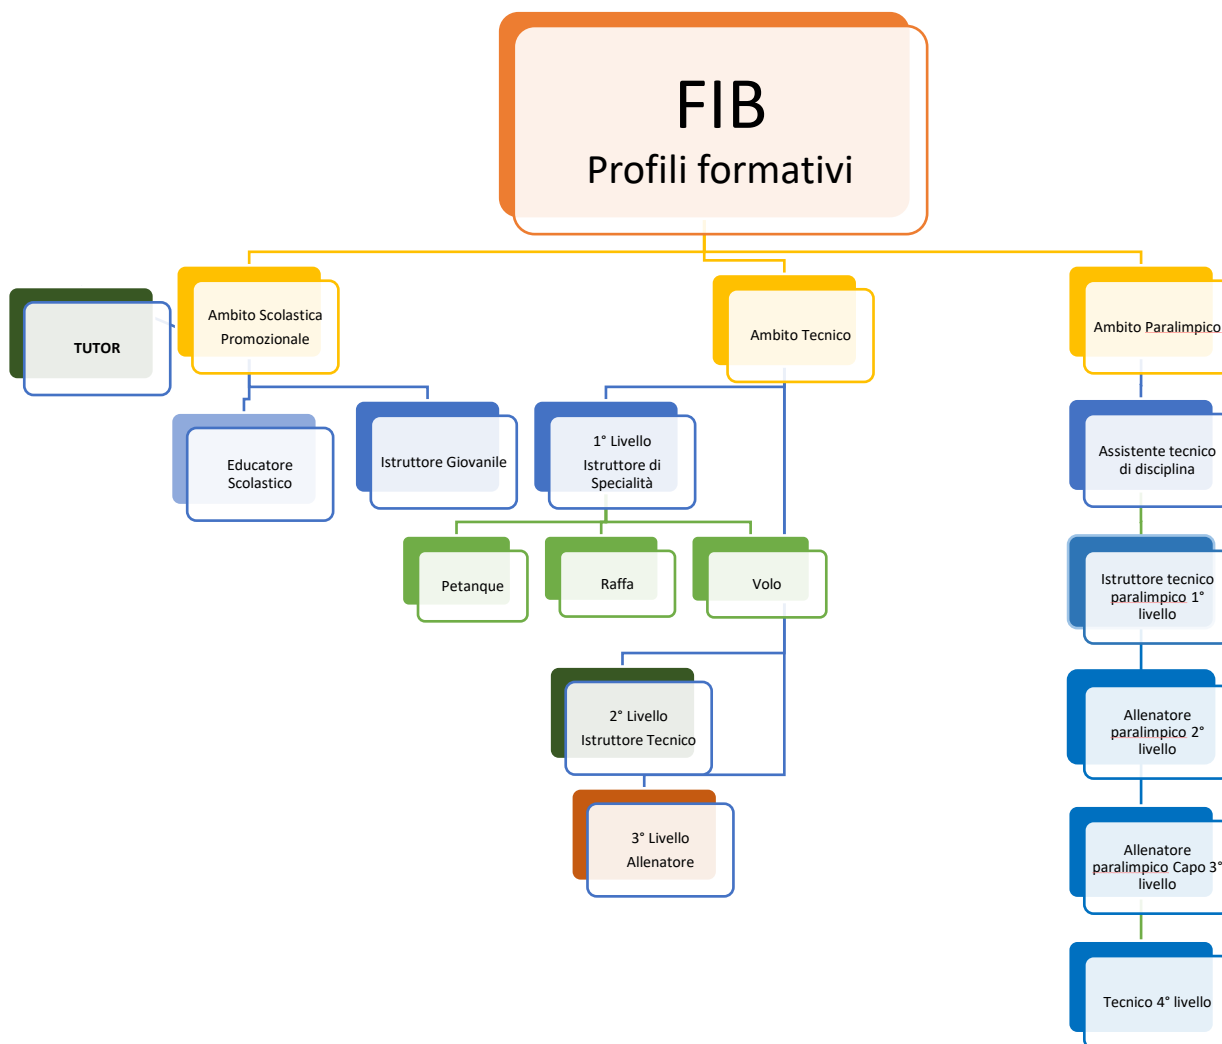 FIB
Profili formativi
TUTOR
Ambito Scolastica
Promozionale
Ambito Tecnico
Ambito Paralimpico
Educatore
Scolastico
Istruttore Giovanile
1° Livello
Istruttore di
Specialità
Assistente tecnico
di disciplina
Petanque
Raffa
Volo
Istruttore tecnico
paralimpico 1°
livello
2° Livello
Istruttore Tecnico
Allenatore
paralimpico 2°
livello
3° Livello
Allenatore
Allenatore
paralimpico Capo 3°
livello
Tecnico 4° livello